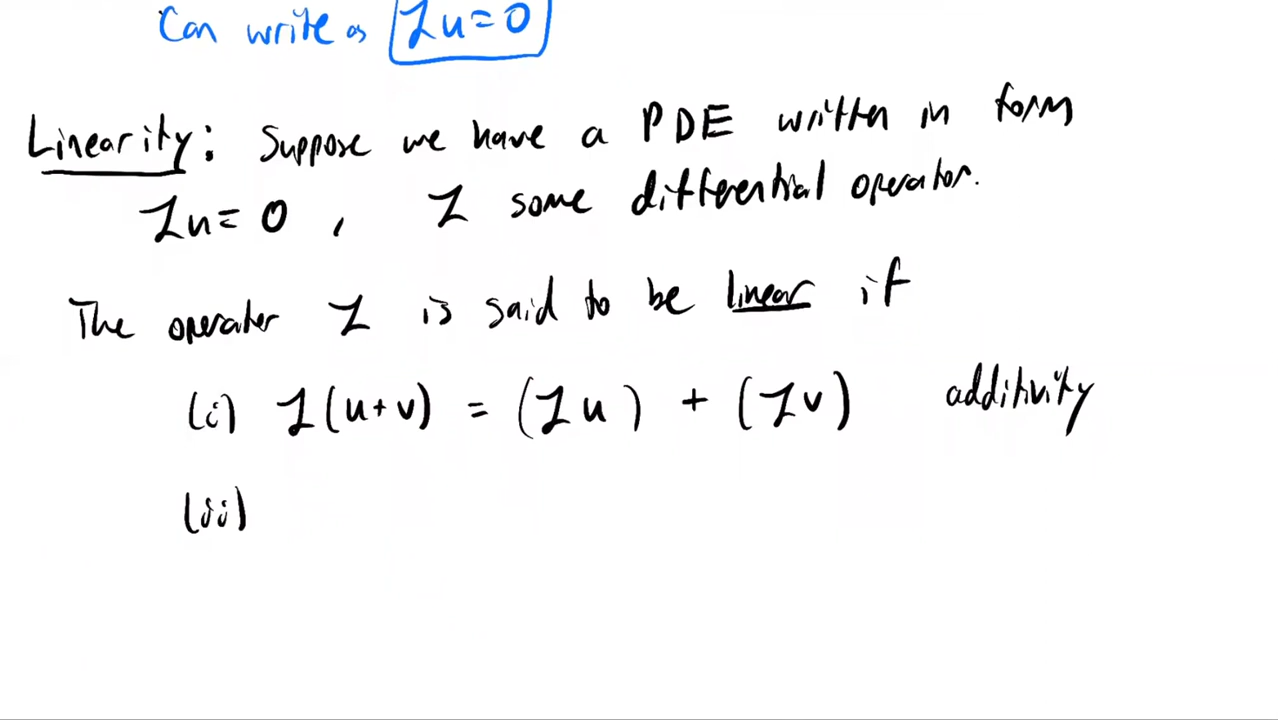 Can write as ℒu=0
Linearity: Suppose we have a PDE written in form
ℒu=0, ℒ some differential operator.
The operator ℒ is said to be linear if
(i) ℒ(u+v) = (ℒu) + (ℒv) additivity
(ii)